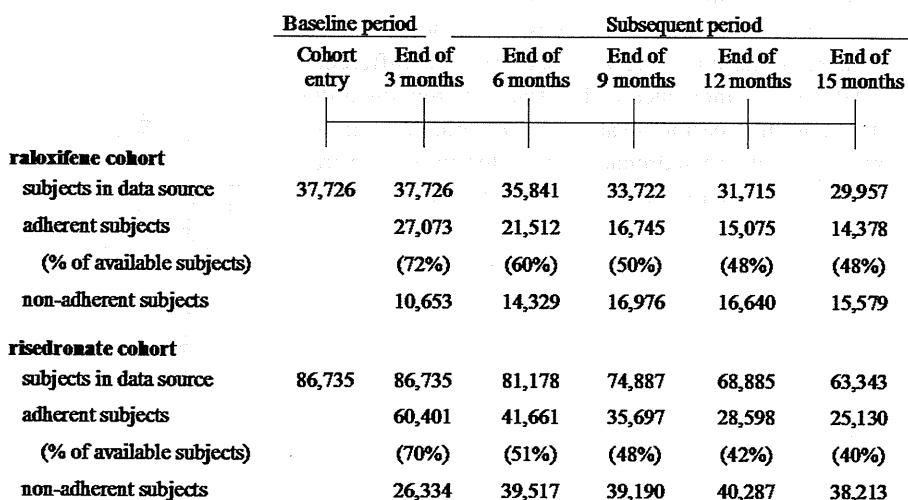 Baseline period Subsequent period
Cohort End of End of End of End of End of
entry 3 months 6 months 9 months 12 months 15 months
raloxifene cohort
subjects in data source 37,726 37,726 35,841 33,722 31,715 29,957
adherent subjects 27,073 21,512 16,745 15,075 14,378
(% of available subjects) (72%) (60%) (50%) (48%) (48%)
non-adherent subjects 10,653 14,329 16,976 16,640 15,579
risedronate cohort
subjects in data source 86,735 86,735 81,178 74,887 68,885 63,343
adherent subjects 60,401 41,661 35,697 28,598 25,130
(% of available subjects) (70%) (51%) (48%) (42%) (40%)
non-adherent subjects 26,334 39,517 39,190 40,287 38,213